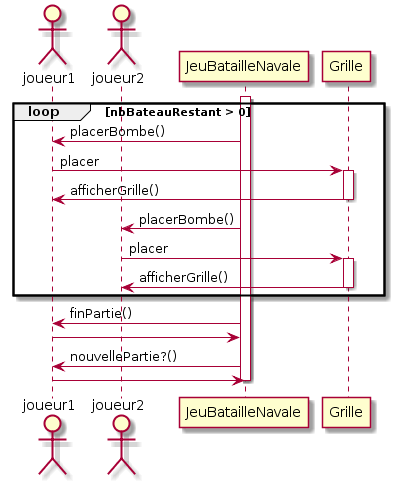 joueur1 joueur2 JeuBatailleNavale Grille
loop [nbBateauRestant > 0]
placerBombe()
placer
afficherGrille()
placerBombe()
placer
afficherGrille()
finPartie()
nouvellePartie?()
joueur1 joueur2 JeuBatailleNavale Grille